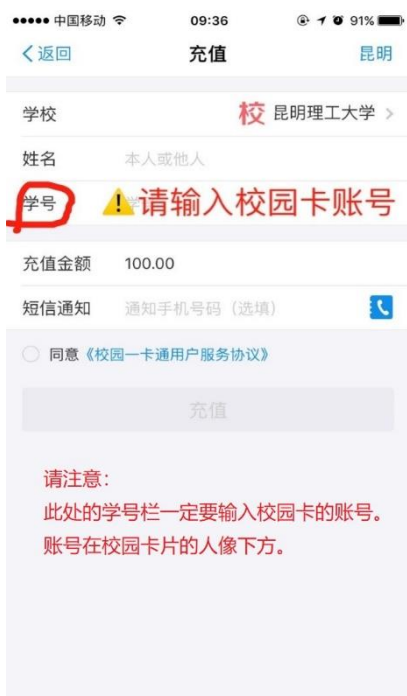 中国移动 09:36 91%
返回 充值 昆明
学校 校 昆明理工大学
姓名 本人或他人
学号 请输入校园卡账号
充值金额 100.00
短信通知 通知手机号码（选填）
同意《校园一卡通用户服务协议》
充值
请注意：
此处的学号栏一定要输入校园卡的账号。
账号在校园卡片的人像下方。